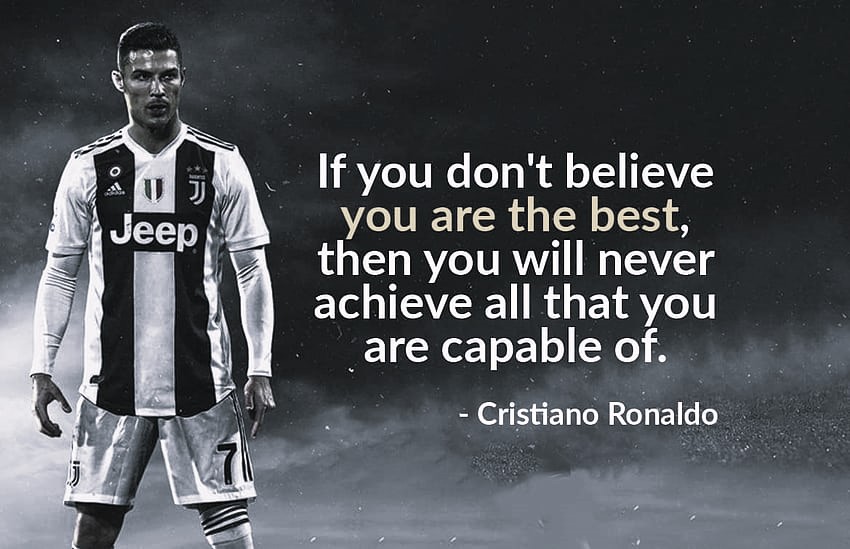 If you don't believe
you are the best,
then you will never
achieve all that you
are capable of.
- Cristiano Ronaldo
adidas
Jeep
7